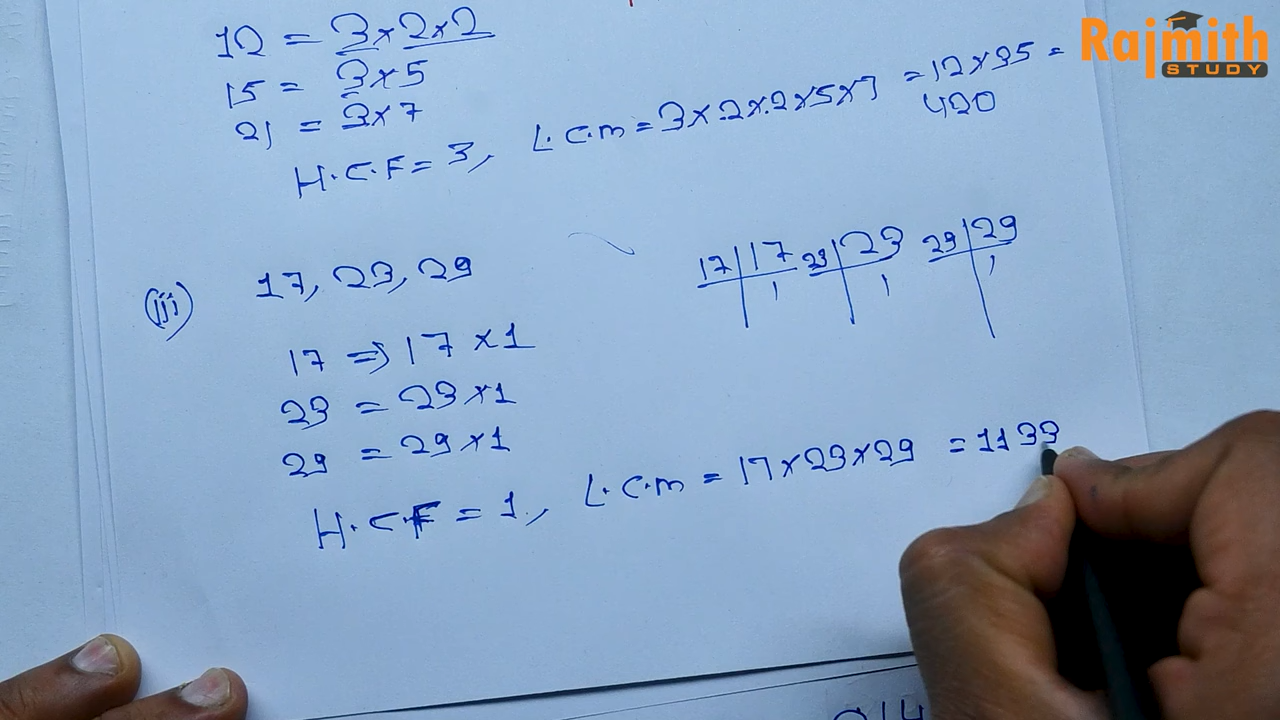 Rajmith
STUDY
12 = 3×2×2
15 = 3×5
21 = 3×7
H.C.F = 3, L.C.M = 3×2×2×5×7 = 12×35 =
420
(iii) 17, 23, 29
17 | 17 23 | 23 29 | 29
1 1 1
17 => 17 ×1
23 = 23×1
29 = 29×1
H.C.F = 1, L.C.M = 17×23×29 = 1133